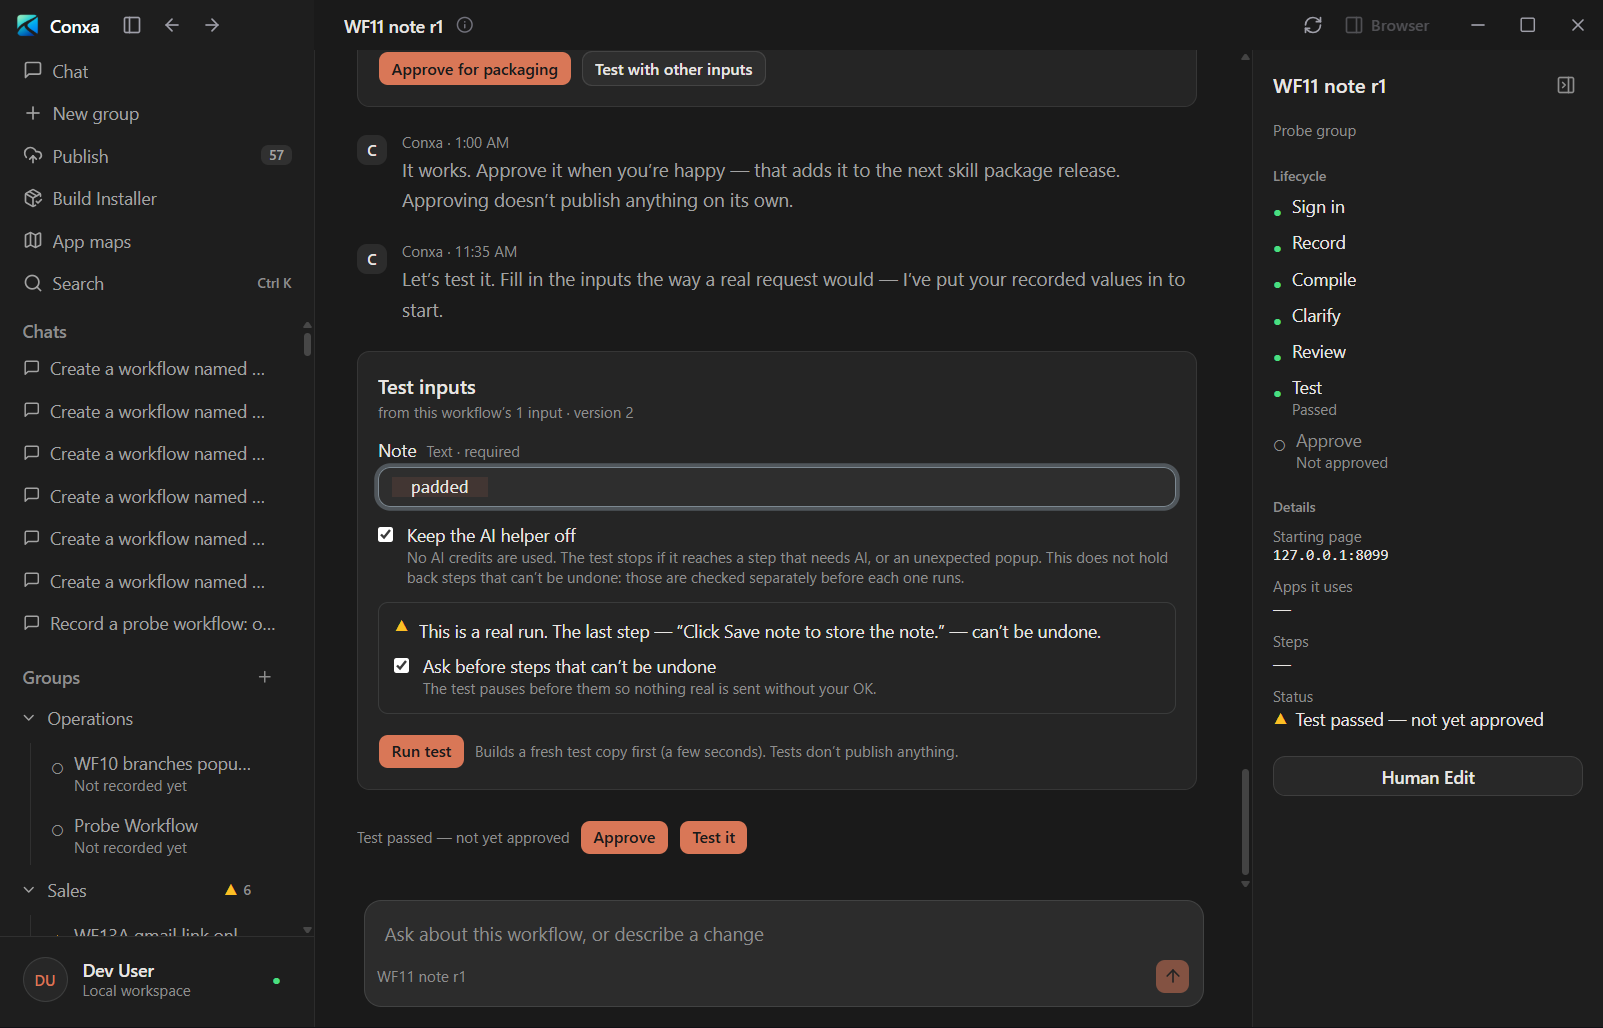 Conxa
Chat
New group
Publish 57
Build Installer
App maps
Search Ctrl K
Chats
Create a workflow named ...
Create a workflow named ...
Create a workflow named ...
Create a workflow named ...
Create a workflow named ...
Create a workflow named ...
Record a probe workflow: o...
Groups
Operations
WF10 branches popu...
Not recorded yet
Probe Workflow
Not recorded yet
Sales 6
WF13A gmail link onl
DU
Dev User
Local workspace
WF11 note r1
Browser
Approve for packaging
Test with other inputs
C
Conxa · 1:00 AM
It works. Approve it when you’re happy — that adds it to the next skill package release.
Approving doesn’t publish anything on its own.
C
Conxa · 11:35 AM
Let’s test it. Fill in the inputs the way a real request would — I’ve put your recorded values in to
start.
Test inputs
from this workflow’s 1 input · version 2
Note Text · required
padded
Keep the AI helper off
No AI credits are used. The test stops if it reaches a step that needs AI, or an unexpected popup. This does not hold
back steps that can’t be undone: those are checked separately before each one runs.
This is a real run. The last step — “Click Save note to store the note.” — can’t be undone.
Ask before steps that can’t be undone
The test pauses before them so nothing real is sent without your OK.
Run test
Builds a fresh test copy first (a few seconds). Tests don’t publish anything.
Test passed — not yet approved
Approve
Test it
Ask about this workflow, or describe a change
WF11 note r1
WF11 note r1
Probe group
Lifecycle
Sign in
Record
Compile
Clarify
Review
Test
Passed
Approve
Not approved
Details
Starting page
127.0.0.1:8099
Apps it uses
—
Steps
—
Status
Test passed — not yet approved
Human Edit